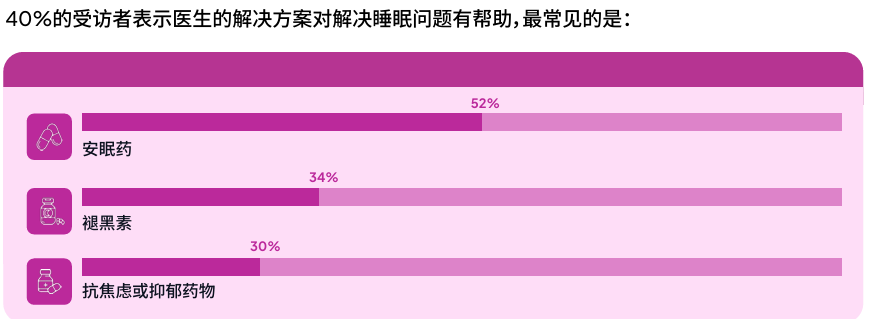 40%的受访者表示医生的解决方案对解决睡眠问题有帮助，最常见的是：
52%
安眠药
34%
褪黑素
30%
抗焦虑或抑郁药物